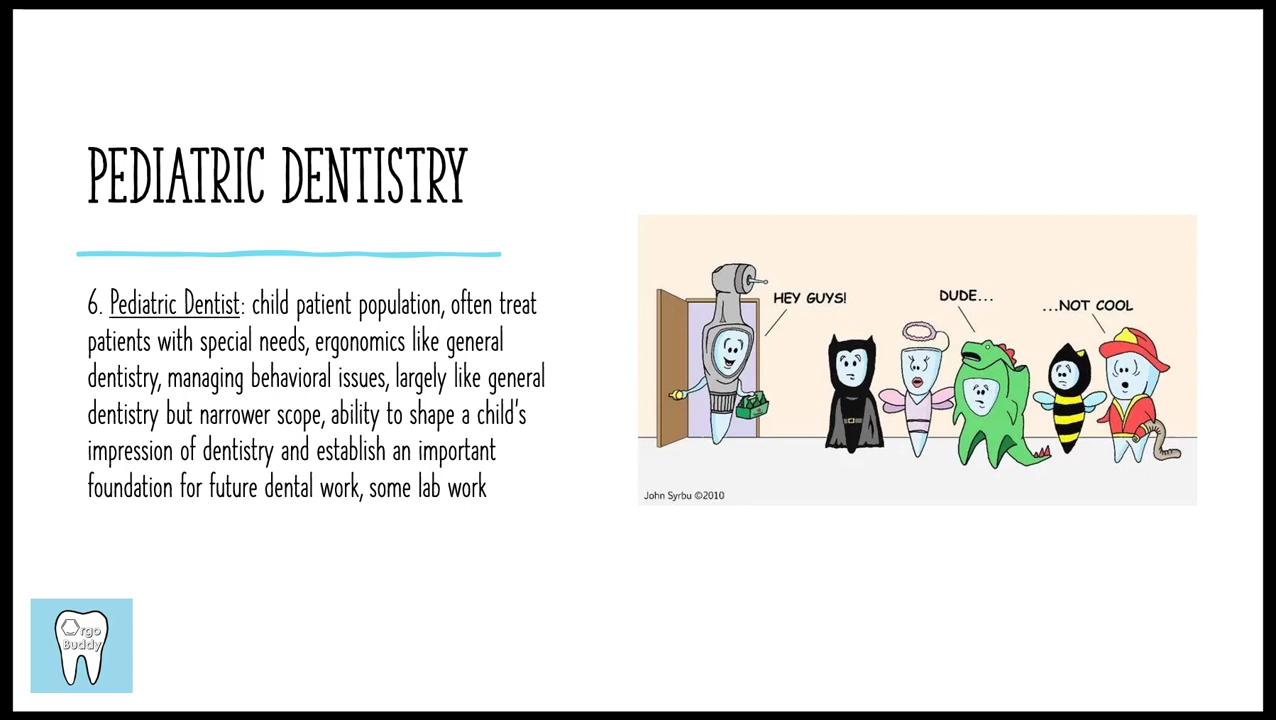 PEDIATRIC DENTISTRY
6. Pediatric Dentist: child patient population, often treat
patients with special needs, ergonomics like general
dentistry, managing behavioral issues, largely like general
dentistry but narrower scope, ability to shape a child's
impression of dentistry and establish an important
foundation for future dental work, some lab work
HEY GUYS!
DUDE...
...NOT COOL
John Syrbu ©2010
rgo
Buddy